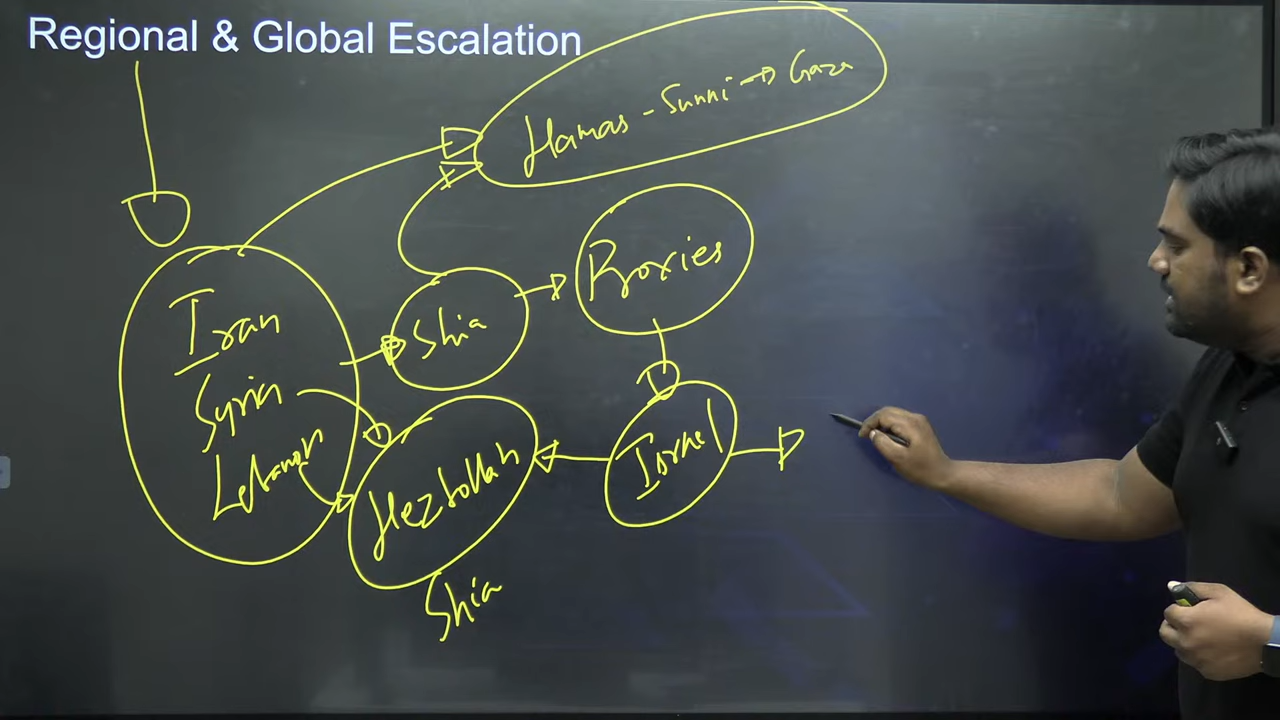 Regional & Global Escalation
Hamas - Sunni → Gaza
Proxies
Iran
Shia
Syria
Lebanon
Hezbollah
Israel
Shia